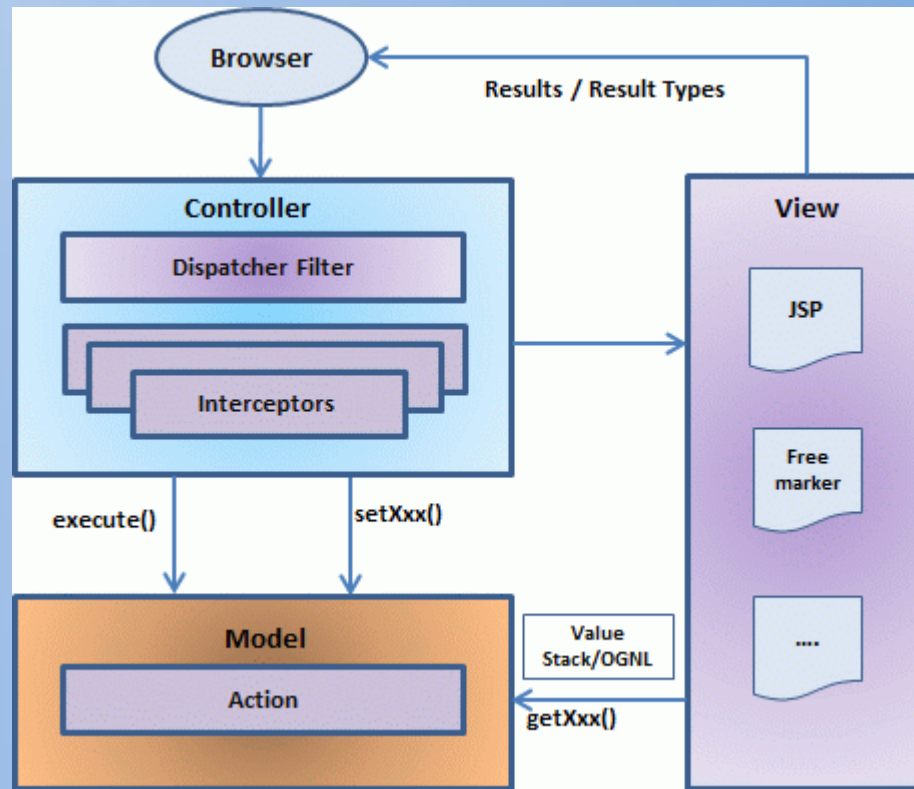 Browser
Results / Result Types
Controller
View
Dispatcher Filter
JSP
Interceptors
Free
marker
execute()
setXxx()
Model
Value
Stack/OGNL
....
Action
getXxx()